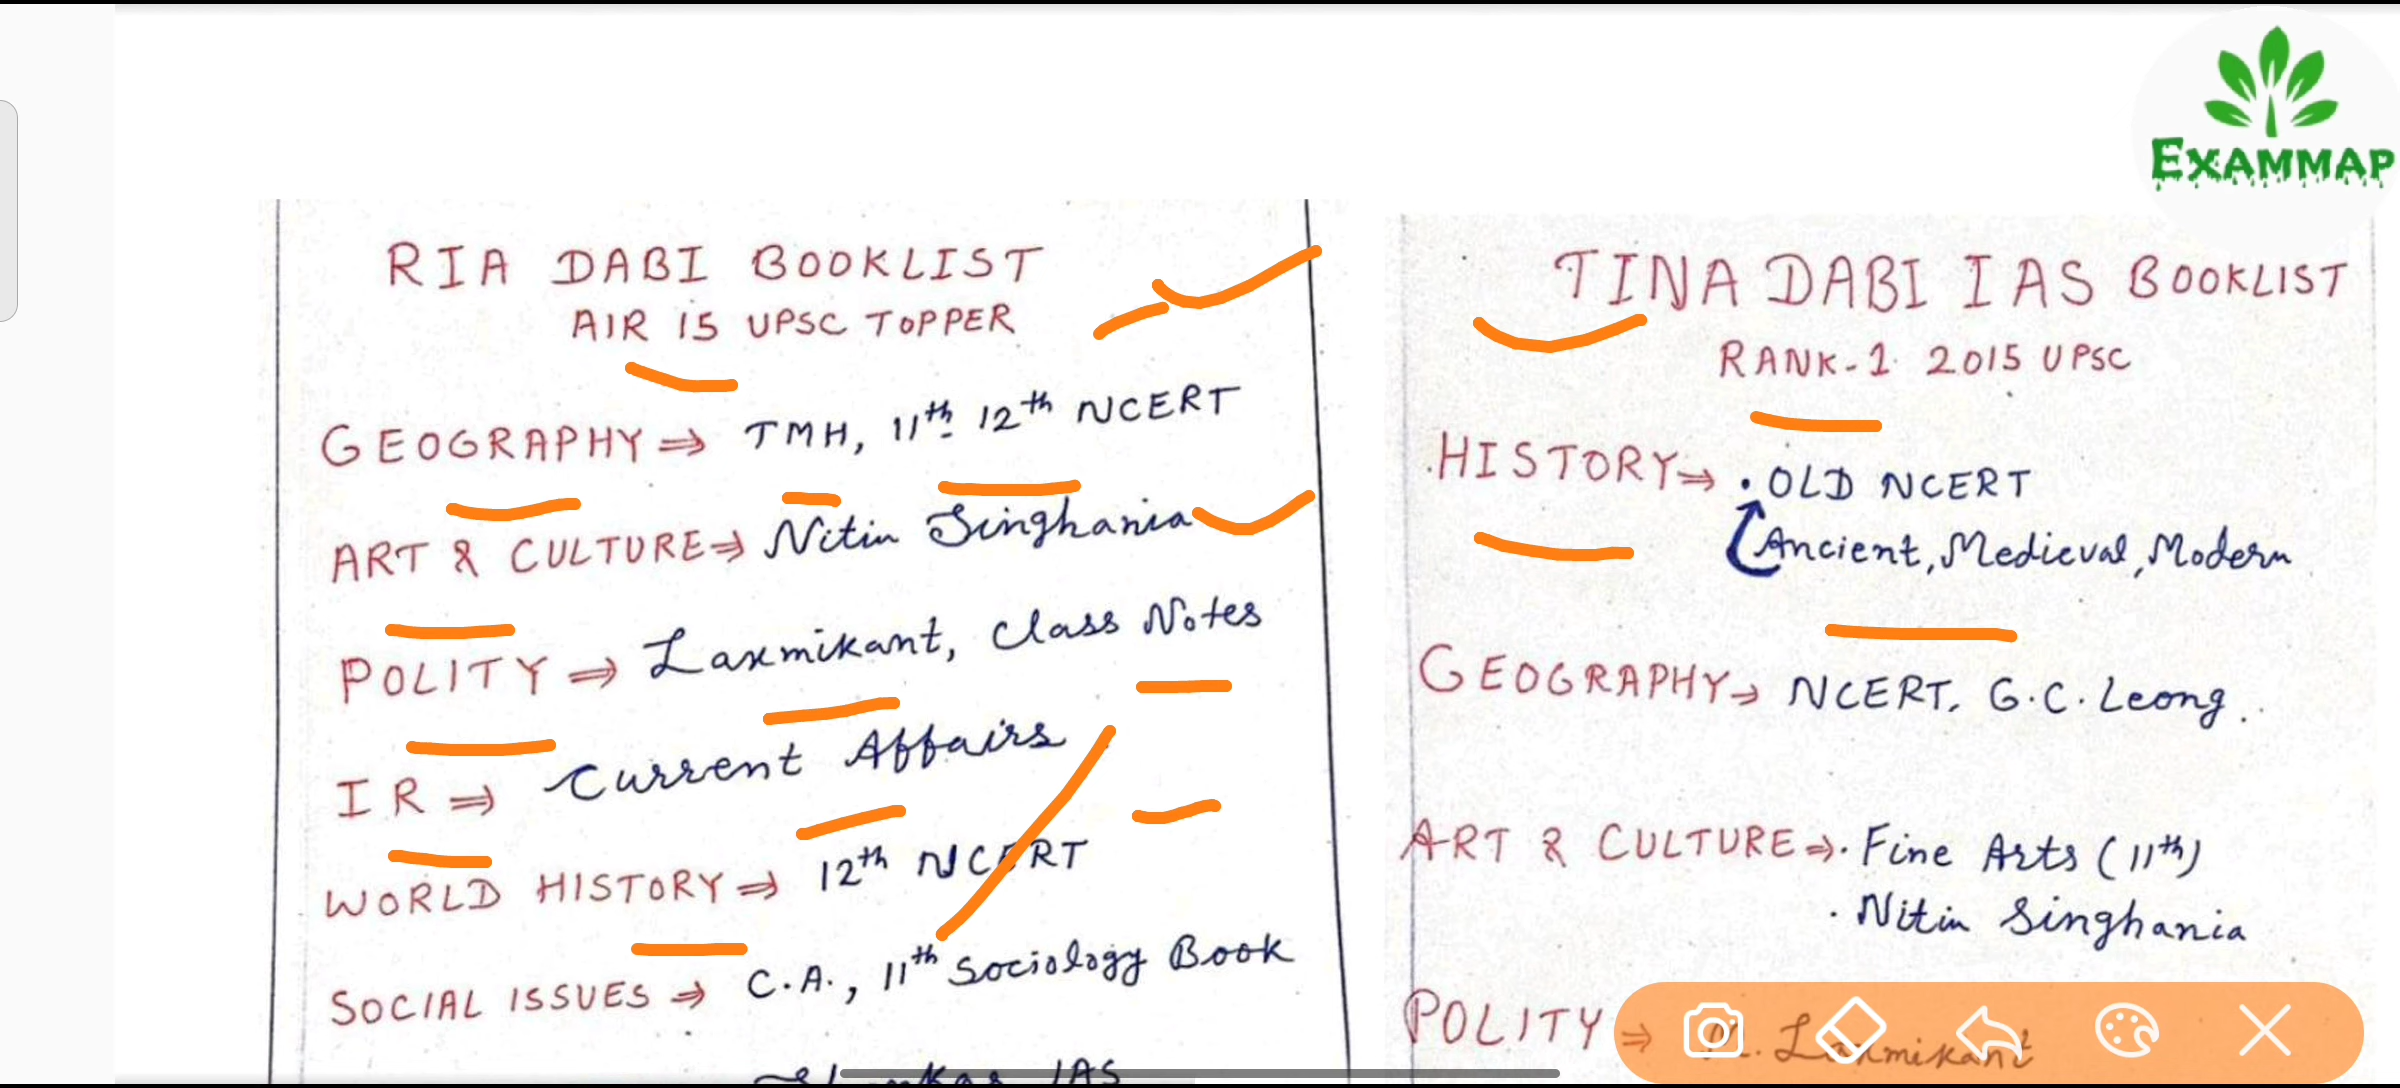 EXAMMAP
RIA DABI BOOKLIST
AIR 15 UPSC TOPPER
GEOGRAPHY ⇒ TMH, 11th 12th NCERT
ART & CULTURE ⇒ Nitin Singhania
POLITY ⇒ Laxmikant, Class Notes
IR ⇒ Current Affairs
WORLD HISTORY ⇒ 12th NCERT
SOCIAL ISSUES ⇒ C.A., 11th Sociology Book
IAS
TINA DABI IAS BOOKLIST
RANK-1 2015 UPSC
HISTORY ⇒ • OLD NCERT
Ancient, Medieval, Modern
GEOGRAPHY → NCERT, G.C. Leong.
ART & CULTURE ⇒ • Fine Arts (11th)
• Nitin Singhania
POLITY ⇒ M. Laxmikant